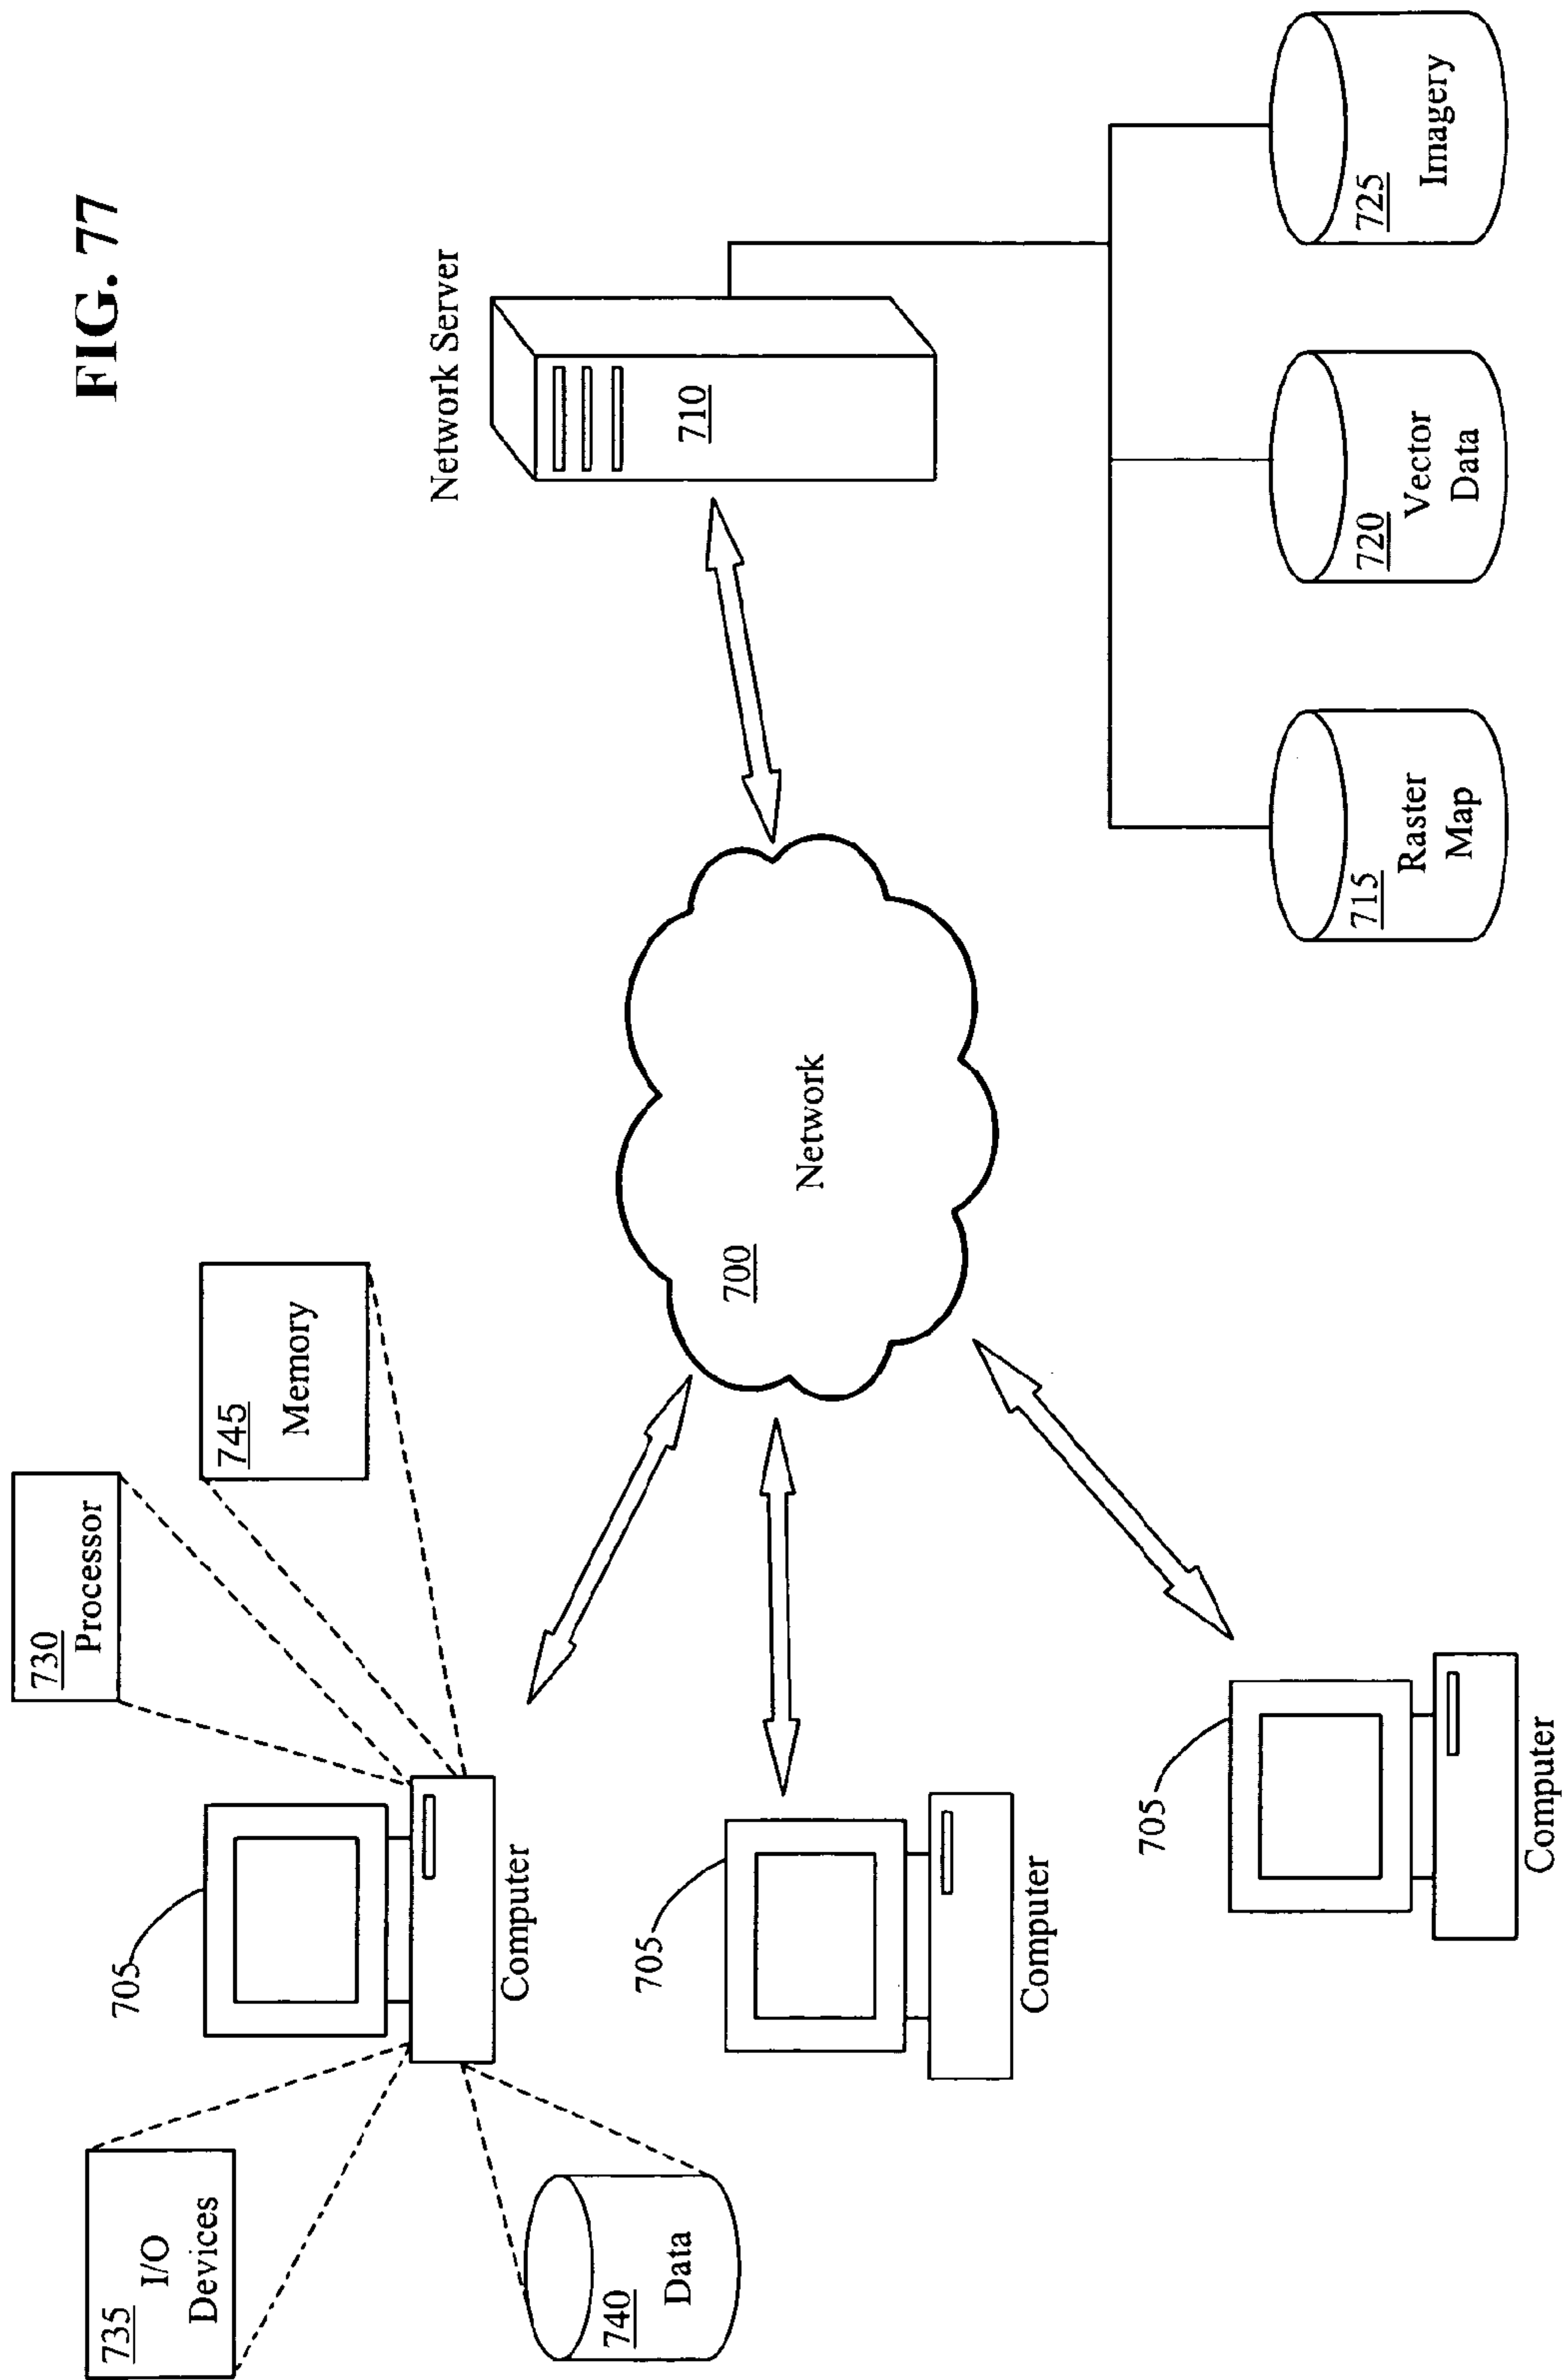 FIG. 77
730
Processor
745
Memory
735
I/O
Devices
705
Computer
740
Data
705
Computer
705
Computer
700
Network
Network Server
710
715
Raster
Map
720
Vector
Data
725
Imagery